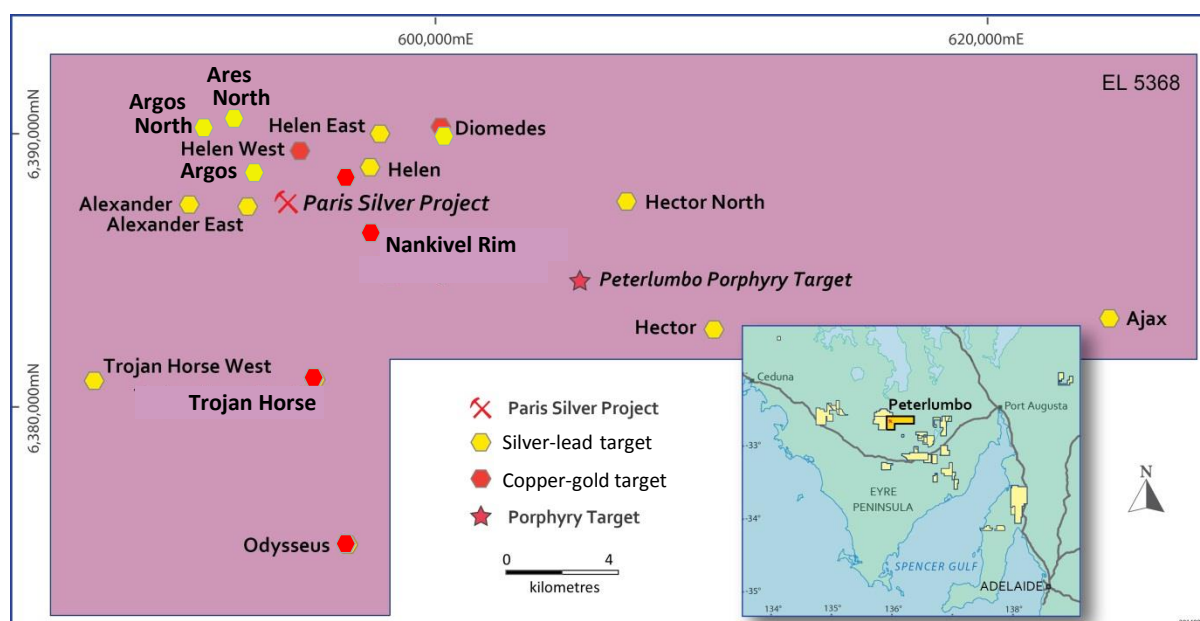 600,000mE
620,000mE
EL 5368
6,390,000mN
6,380,000mN
Ares
North
Argos
North
Helen East
Diomedes
Helen West
Argos
Helen
Alexander
Alexander East
Paris Silver Project
Hector North
Nankivel Rim
Peterlumbo Porphyry Target
Hector
Ajax
Trojan Horse West
Trojan Horse
Odysseus
Paris Silver Project
Silver-lead target
Copper-gold target
Porphyry Target
0 4
kilometres
N
Ceduna
Peterlumbo
Port Augusta
-33°
EYRE
PENINSULA
-34°
SPENCER GULF
ADELAIDE
-35°
134° 135° 136° 138°